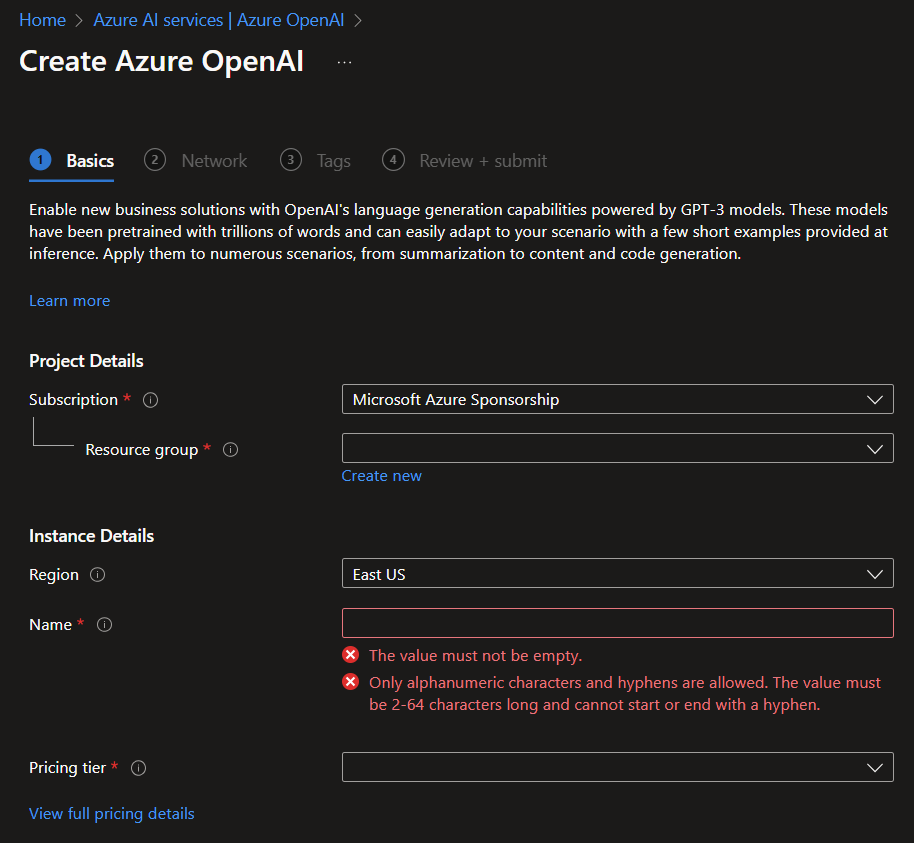 Home > Azure AI services | Azure OpenAI >
Create Azure OpenAI ...
1 Basics 2 Network 3 Tags 4 Review + submit
Enable new business solutions with OpenAI's language generation capabilities powered by GPT-3 models. These models
have been pretrained with trillions of words and can easily adapt to your scenario with a few short examples provided at
inference. Apply them to numerous scenarios, from summarization to content and code generation.
Learn more
Project Details
Subscription * Microsoft Azure Sponsorship
Resource group *
Create new
Instance Details
Region East US
Name *
The value must not be empty.
Only alphanumeric characters and hyphens are allowed. The value must
be 2-64 characters long and cannot start or end with a hyphen.
Pricing tier *
View full pricing details